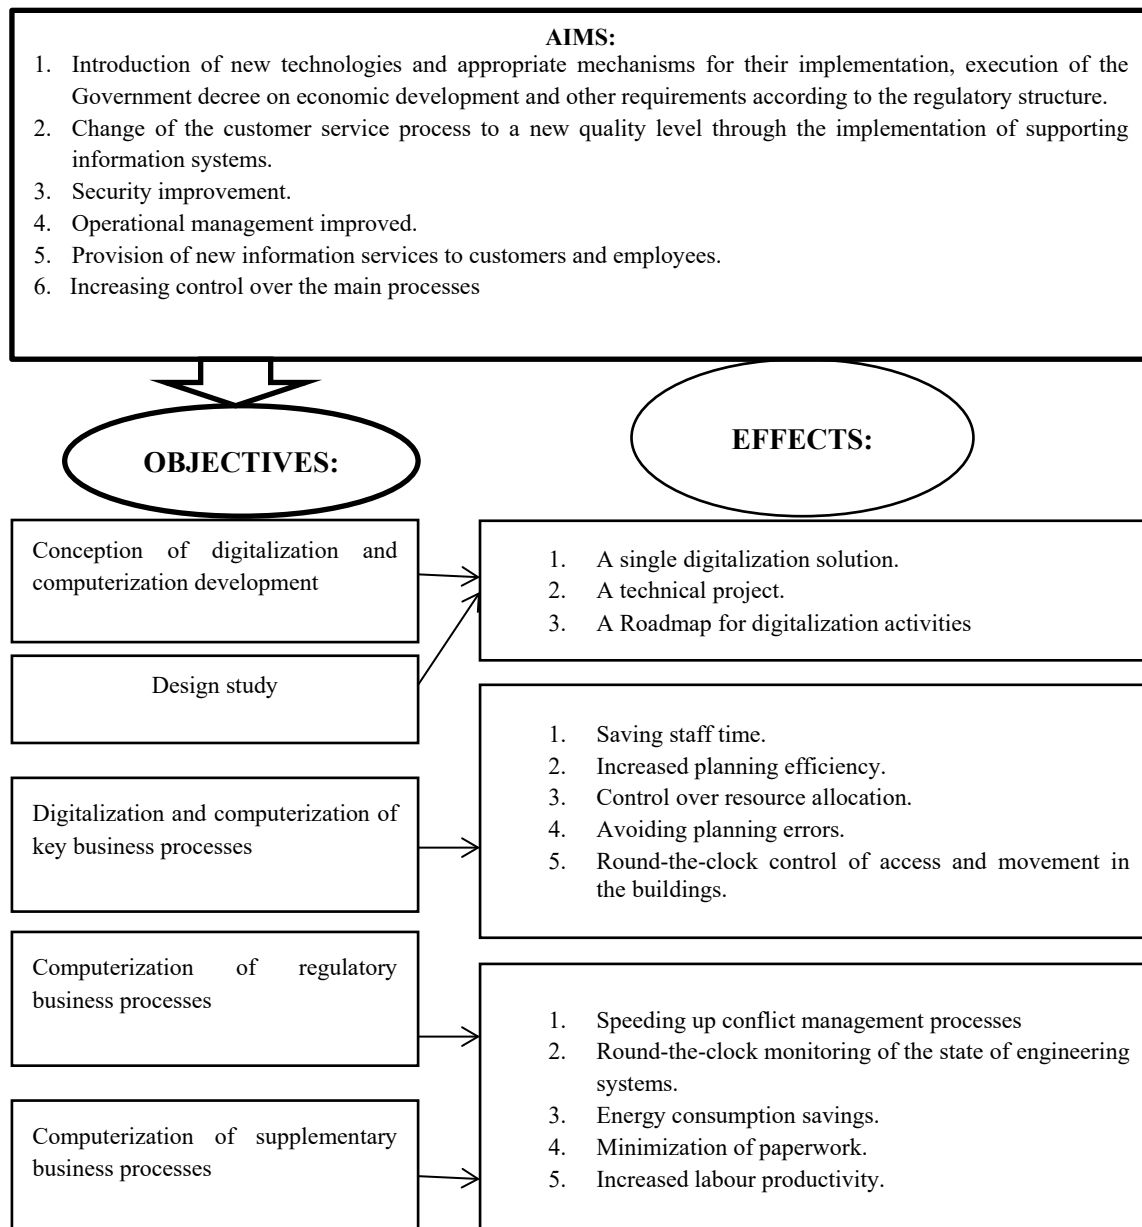 AIMS:
1. Introduction of new technologies and appropriate mechanisms for their implementation, execution of the
Government decree on economic development and other requirements according to the regulatory structure.
2. Change of the customer service process to a new quality level through the implementation of supporting
information systems.
3. Security improvement.
4. Operational management improved.
5. Provision of new information services to customers and employees.
6. Increasing control over the main processes
OBJECTIVES:
EFFECTS:
Conception of digitalization and
computerization development
Design study
1. A single digitalization solution.
2. A technical project.
3. A Roadmap for digitalization activities
Digitalization and computerization of
key business processes
1. Saving staff time.
2. Increased planning efficiency.
3. Control over resource allocation.
4. Avoiding planning errors.
5. Round-the-clock control of access and movement in
the buildings.
Computerization of regulatory
business processes
Computerization of supplementary
business processes
1. Speeding up conflict management processes
2. Round-the-clock monitoring of the state of engineering
systems.
3. Energy consumption savings.
4. Minimization of paperwork.
5. Increased labour productivity.